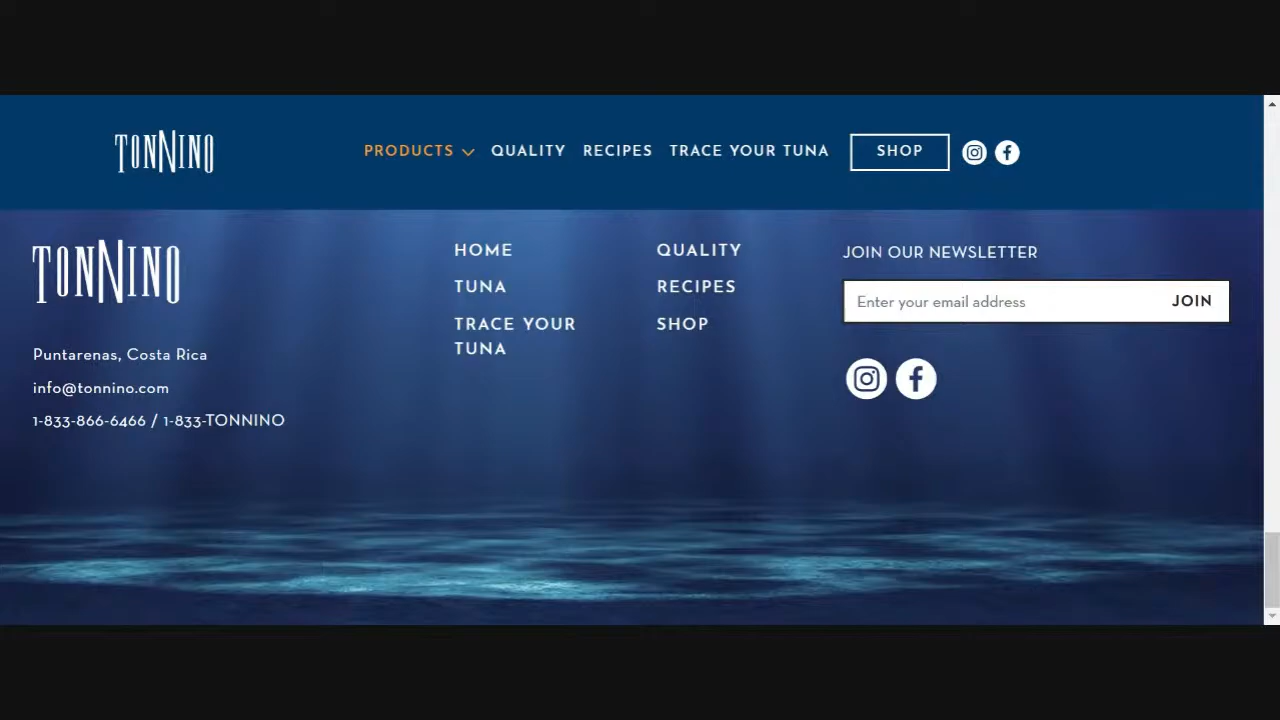 TONNINO
PRODUCTS
QUALITY
RECIPES
TRACE YOUR TUNA
SHOP
TONNINO
Puntarenas, Costa Rica
info@tonnino.com
1-833-866-6466 / 1-833-TONNINO
HOME
TUNA
TRACE YOUR
TUNA
QUALITY
RECIPES
SHOP
JOIN OUR NEWSLETTER
Enter your email address
JOIN